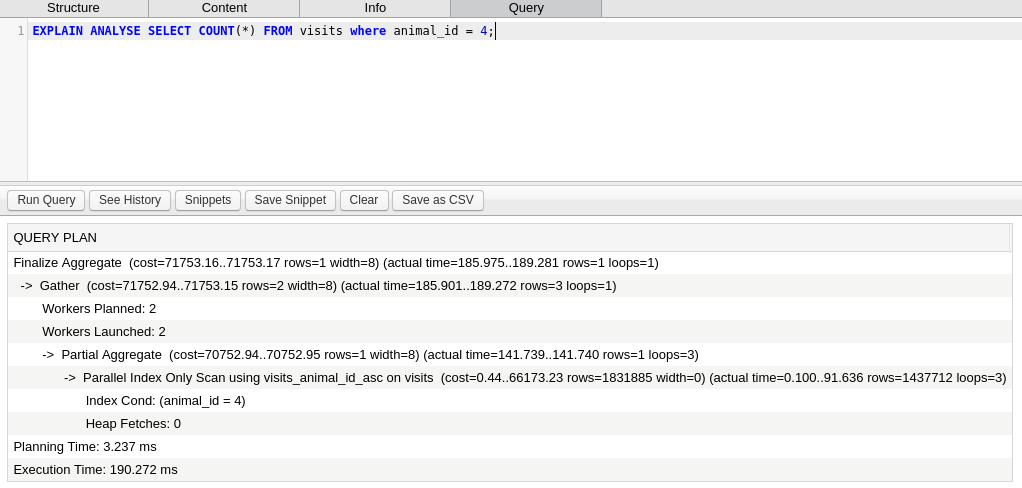 Structure Content Info Query
1 EXPLAIN ANALYSE SELECT COUNT(*) FROM visits where animal_id = 4;
Run Query See History Snippets Save Snippet Clear Save as CSV
QUERY PLAN
Finalize Aggregate (cost=71753.16..71753.17 rows=1 width=8) (actual time=185.975..189.281 rows=1 loops=1)
-> Gather (cost=71752.94..71753.15 rows=2 width=8) (actual time=185.901..189.272 rows=3 loops=1)
Workers Planned: 2
Workers Launched: 2
-> Partial Aggregate (cost=70752.94..70752.95 rows=1 width=8) (actual time=141.739..141.740 rows=1 loops=3)
-> Parallel Index Only Scan using visits_animal_id_asc on visits (cost=0.44..66173.23 rows=1831885 width=0) (actual time=0.100..91.636 rows=1437712 loops=3)
Index Cond: (animal_id = 4)
Heap Fetches: 0
Planning Time: 3.237 ms
Execution Time: 190.272 ms